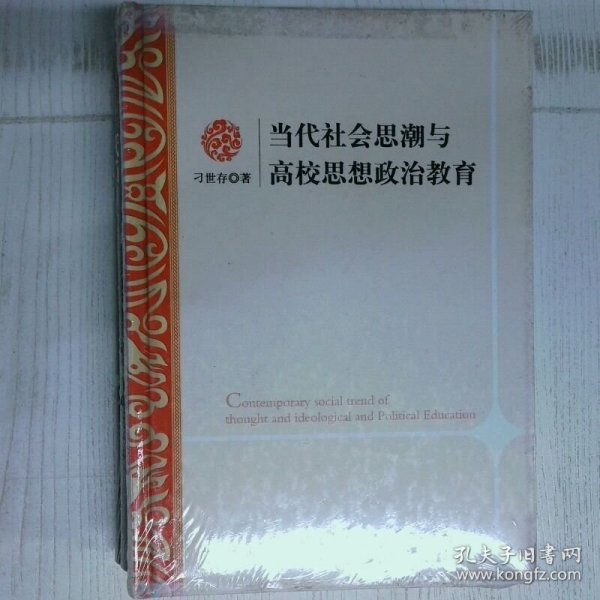 当代社会思潮与
高校思想政治教育
刁世存◎著
Contemporary social trend of
thought and ideological and Political Education
孔夫子旧书网
www.kongfz.com